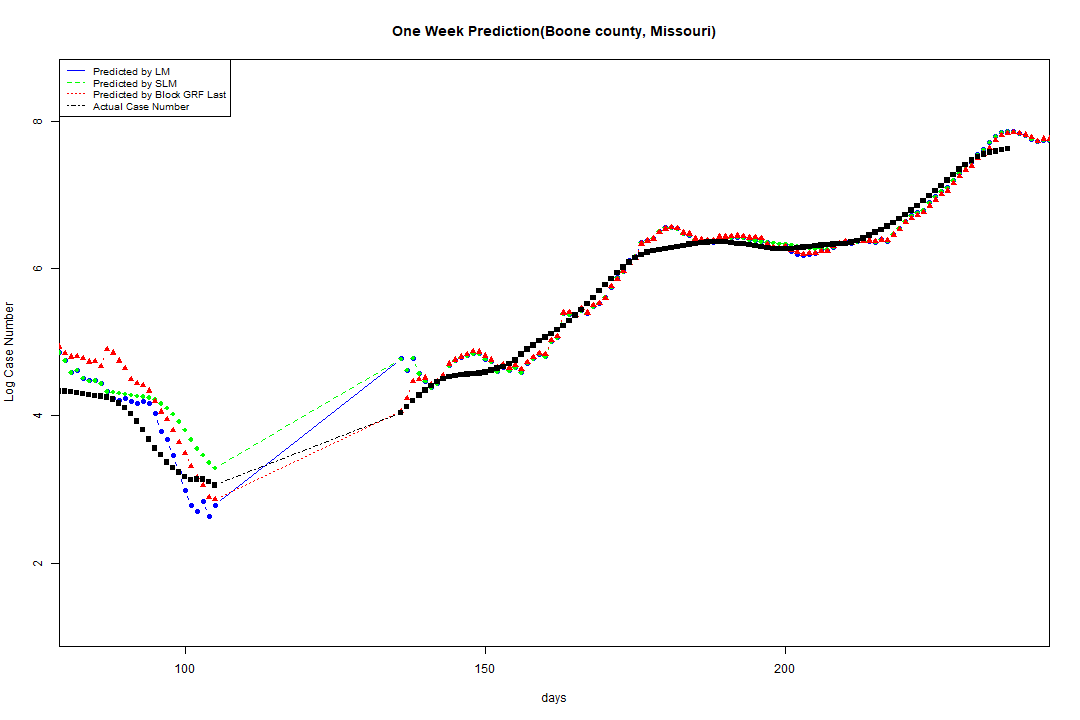 One Week Prediction(Boone county, Missouri)
Predicted by LM
Predicted by SLM
Predicted by Block GRF Last
Actual Case Number
8
6
4
2
Log Case Number
100 150 200
days